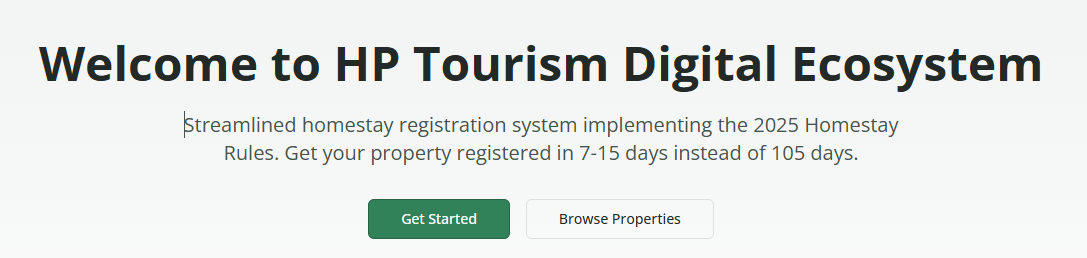 Welcome to HP Tourism Digital Ecosystem
Streamlined homestay registration system implementing the 2025 Homestay
Rules. Get your property registered in 7-15 days instead of 105 days.
Get Started
Browse Properties